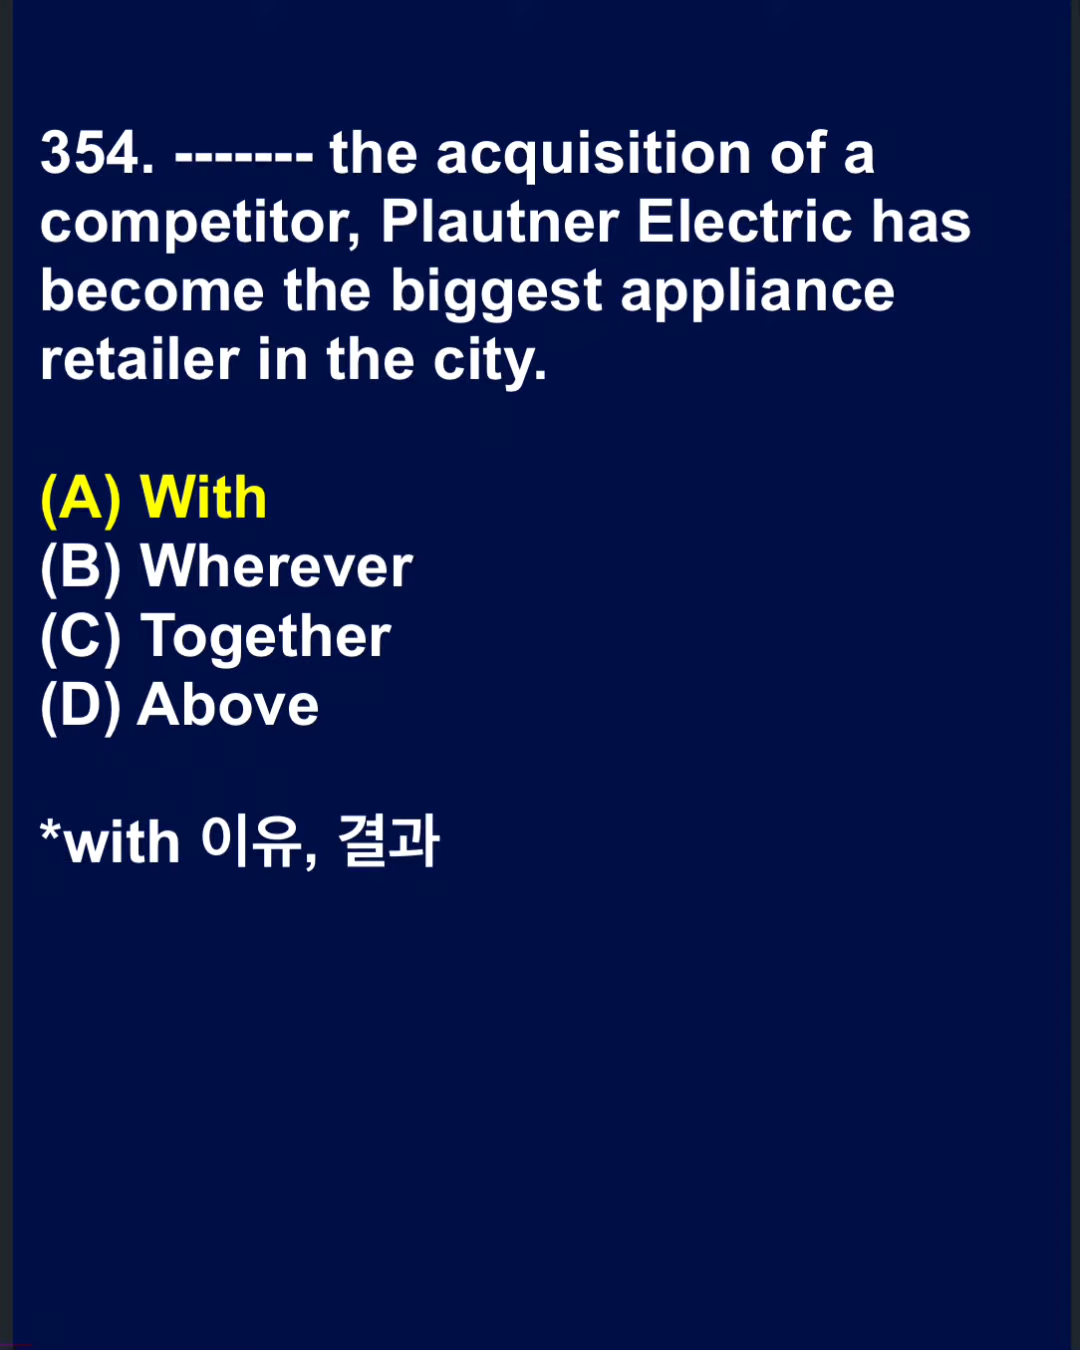 354. ------- the acquisition of a
competitor, Plautner Electric has
become the biggest appliance
retailer in the city.
(A) With
(B) Wherever
(C) Together
(D) Above
*with 이유, 결과